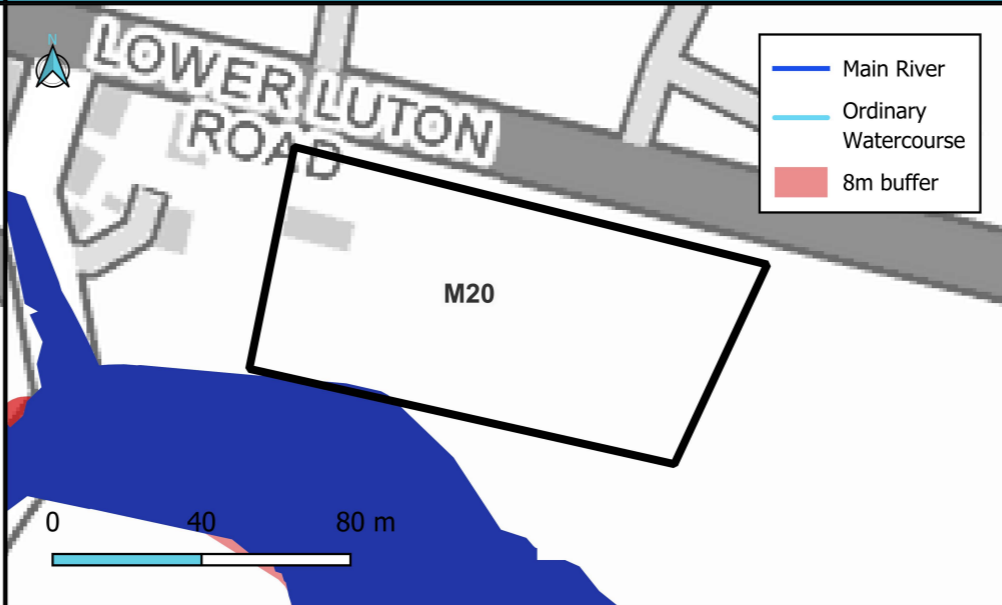 N
LOWER LUTON
ROAD
M20
Main River
Ordinary
Watercourse
8m buffer
0 40 80 m